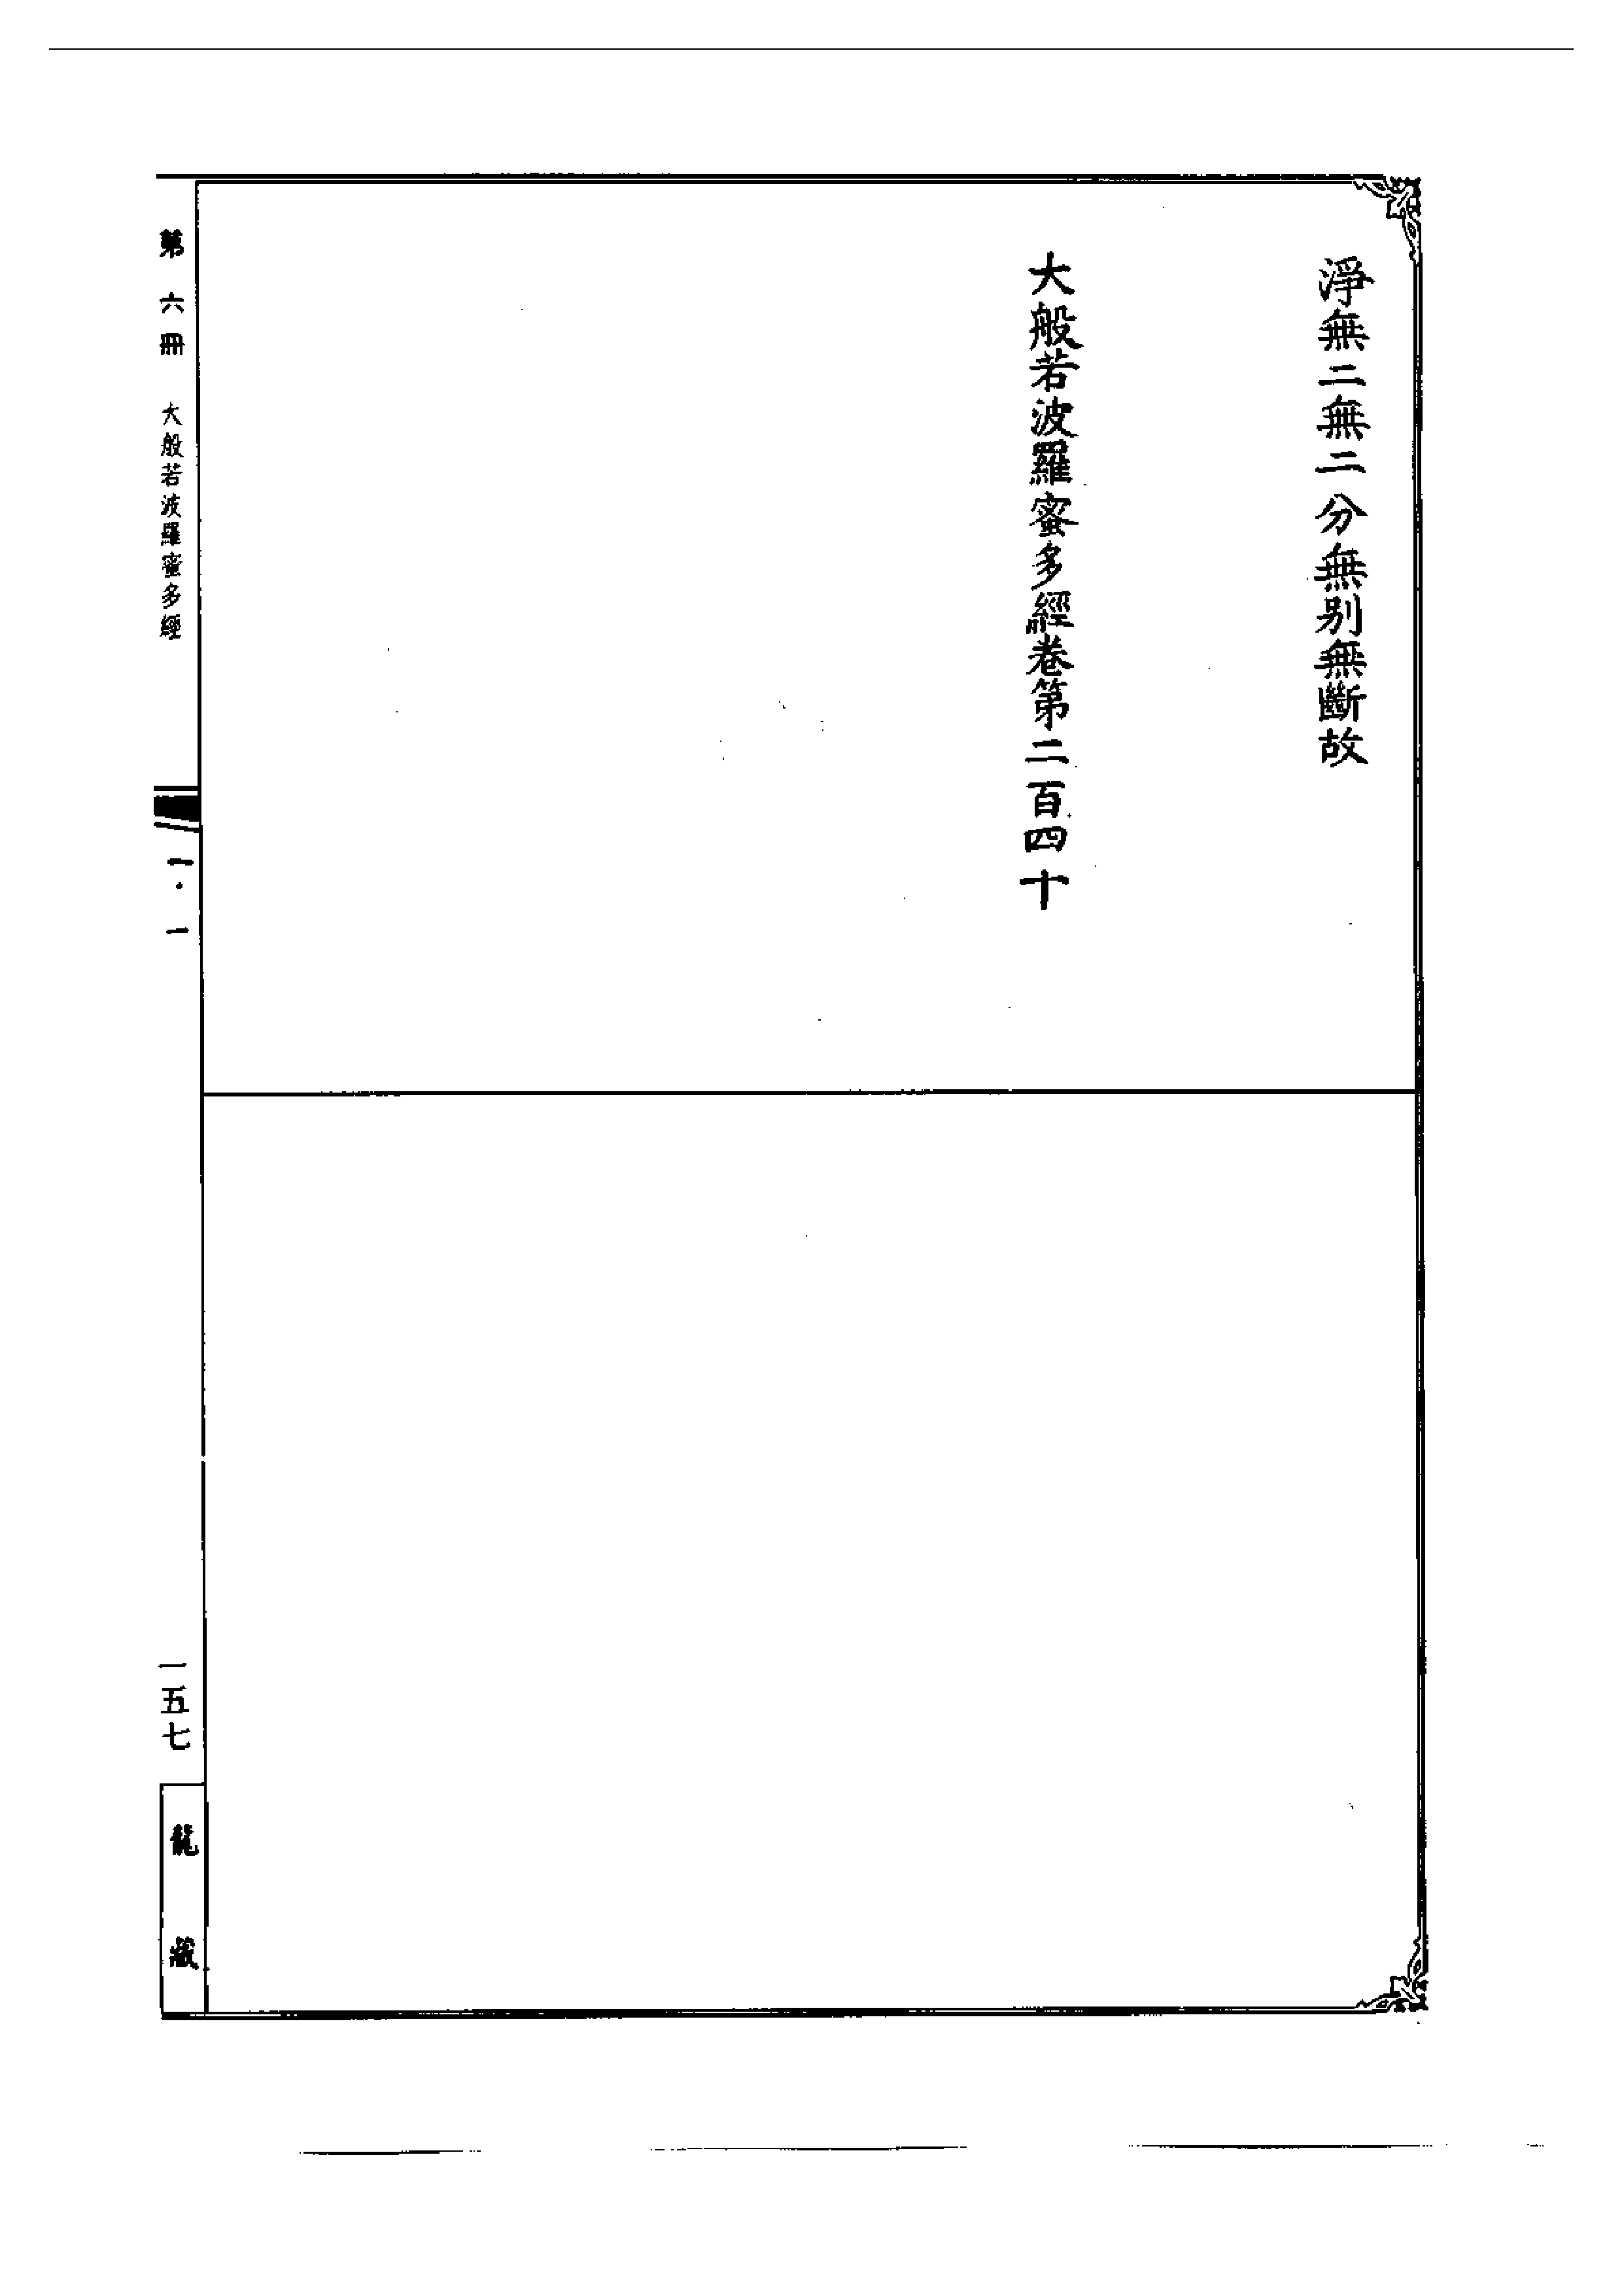 淨無二無二分無别無斷故
大般若波羅蜜多經卷第二百四十
第六冊 大般若波羅蜜多經
一·一
一五七
龍藏